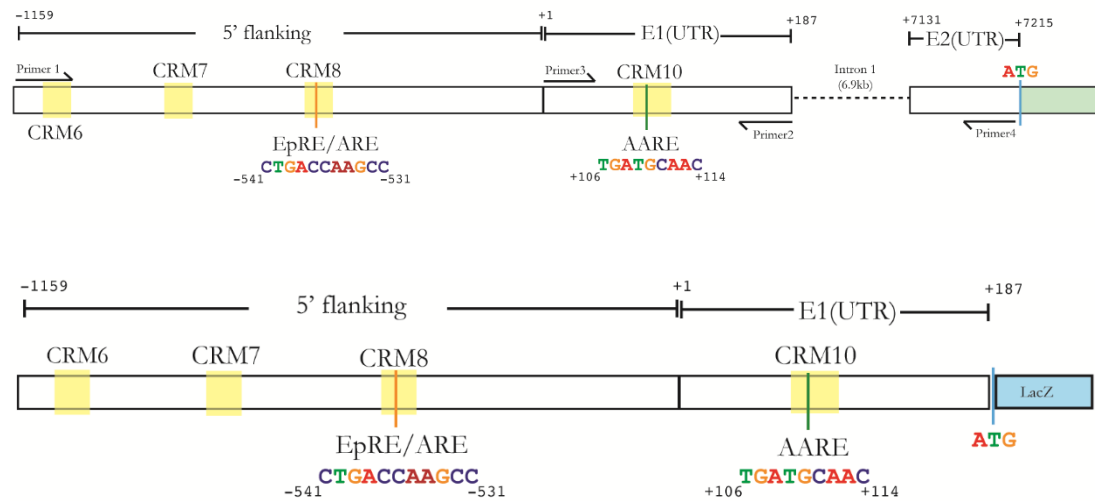 −1159 +1 +187 +7131 +7215
5' flanking E1(UTR) E2(UTR)
Primer 1 CRM7 CRM8 Primer3 CRM10 Intron 1 ATG
(6.9kb)
CRM6 EpRE/ARE AARE Primer2 Primer4
CTGACCAAGCC TGATGCAAC
−541 −531 +106 +114
−1159 +1 +187
5' flanking E1(UTR)
CRM6 CRM7 CRM8 CRM10
LacZ
EpRE/ARE AARE ATG
CTGACCAAGCC TGATGCAAC
−541 −531 +106 +114